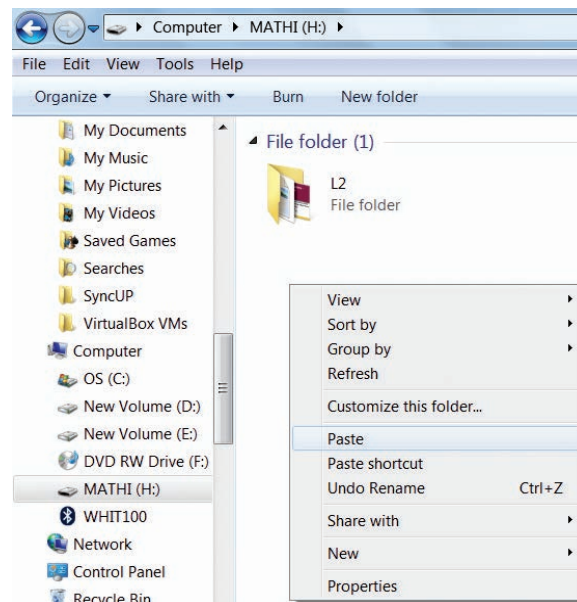 Computer MATHI (H:)
File Edit View Tools Help
Organize Share with Burn New folder
My Documents
My Music
My Pictures
My Videos
Saved Games
Searches
SyncUP
VirtualBox VMs
Computer
OS (C:)
New Volume (D:)
New Volume (E:)
DVD RW Drive (F:)
MATHI (H:)
WHIT100
Network
Control Panel
Recycle Bin
File folder (1)
L2
File folder
View
Sort by
Group by
Refresh
Customize this folder...
Paste
Paste shortcut
Undo Rename Ctrl+Z
Share with
New
Properties